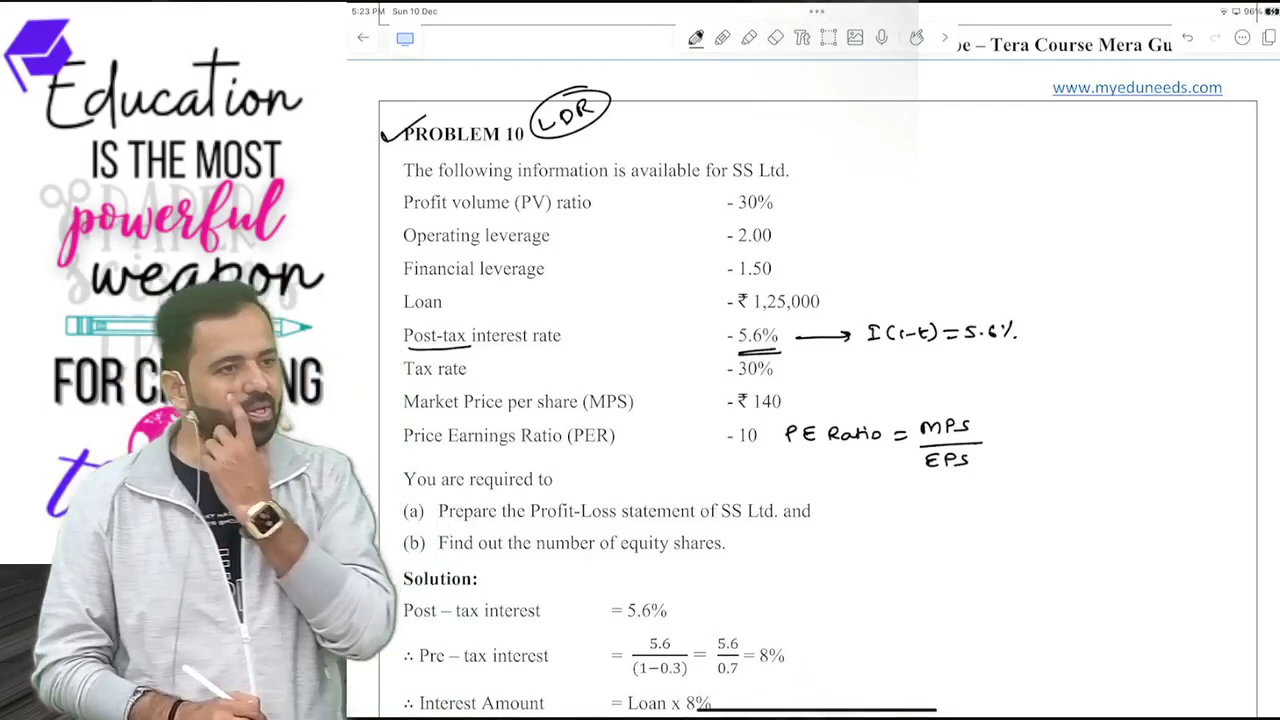 5:23 PM Sun 10 Dec
96%
Education
IS THE MOST
powerful
weapon
FOR
pe – Tera Course Mera Gu
www.myeduneeds.com
PROBLEM 10 LDR
The following information is available for SS Ltd.
Profit volume (PV) ratio - 30%
Operating leverage - 2.00
Financial leverage - 1.50
Loan - ₹ 1,25,000
Post-tax interest rate - 5.6% → I(1-t) = 5.6%
Tax rate - 30%
Market Price per share (MPS) - ₹ 140
Price Earnings Ratio (PER) - 10 PE Ratio = MPS / EPS
You are required to
(a) Prepare the Profit-Loss statement of SS Ltd. and
(b) Find out the number of equity shares.
Solution:
Post – tax interest = 5.6%
∴ Pre – tax interest = 5.6 / (1−0.3) = 5.6 / 0.7 = 8%
∴ Interest Amount = Loan x 8%